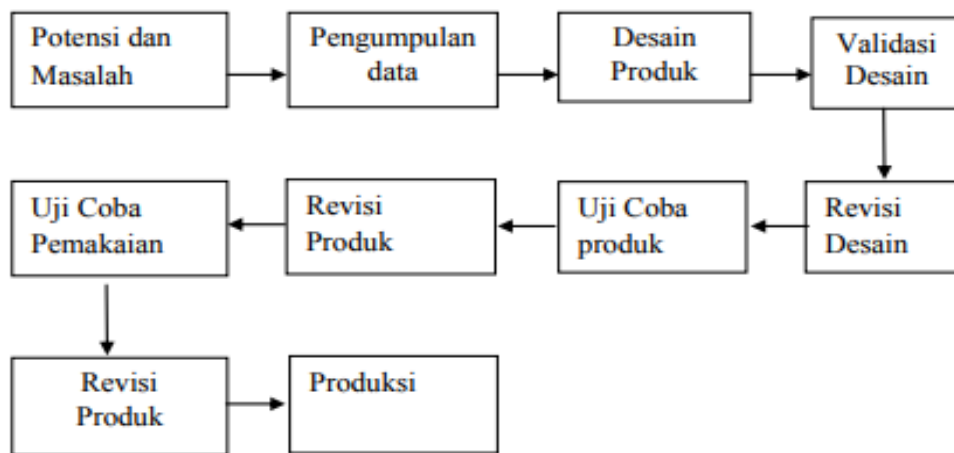 Potensi dan
Masalah
Pengumpulan
data
Desain
Produk
Validasi
Desain
Revisi
Desain
Uji Coba
produk
Revisi
Produk
Uji Coba
Pemakaian
Revisi
Produk
Produksi